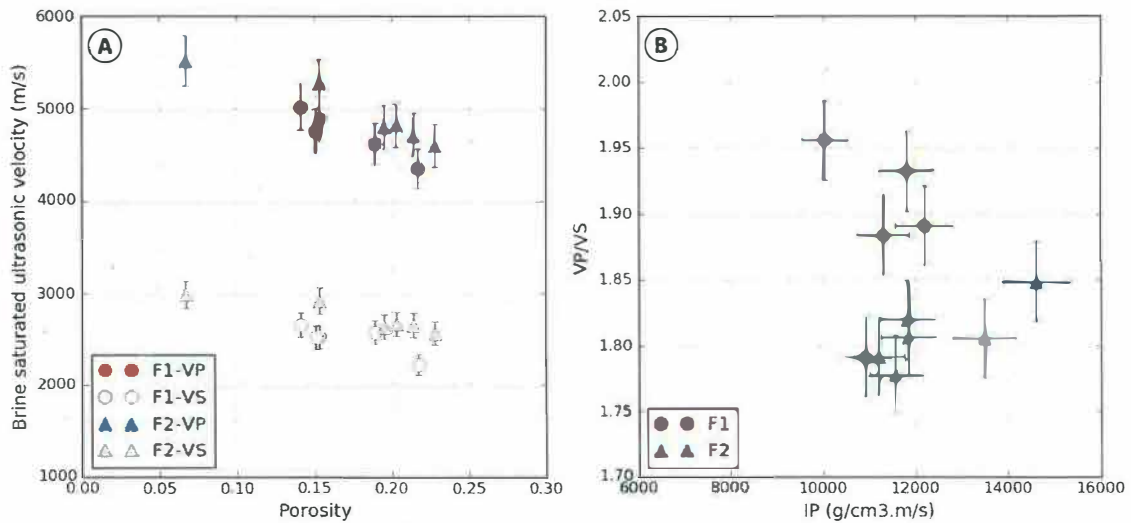 A
Brine saturated ultrasonic velocity (m/s)
6000
5000
4000
3000
2000
1000
0.00
0.05
0.10
0.15
0.20
0.25
0.30
Porosity
F1-VP
F1-VS
F2-VP
F2-VS
B
VP/VS
2.05
2.00
1.95
1.90
1.85
1.80
1.75
1.70
6000
8000
10000
12000
14000
16000
IP (g/cm3.m/s)
F1
F2